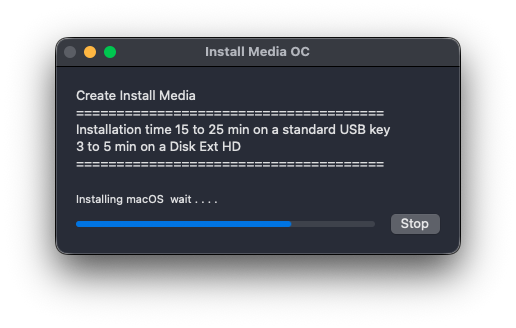 Install Media OC
Create Install Media
======================================
Installation time 15 to 25 min on a standard USB key
3 to 5 min on a Disk Ext HD
======================================
Installing macOS  wait . . . .
Stop